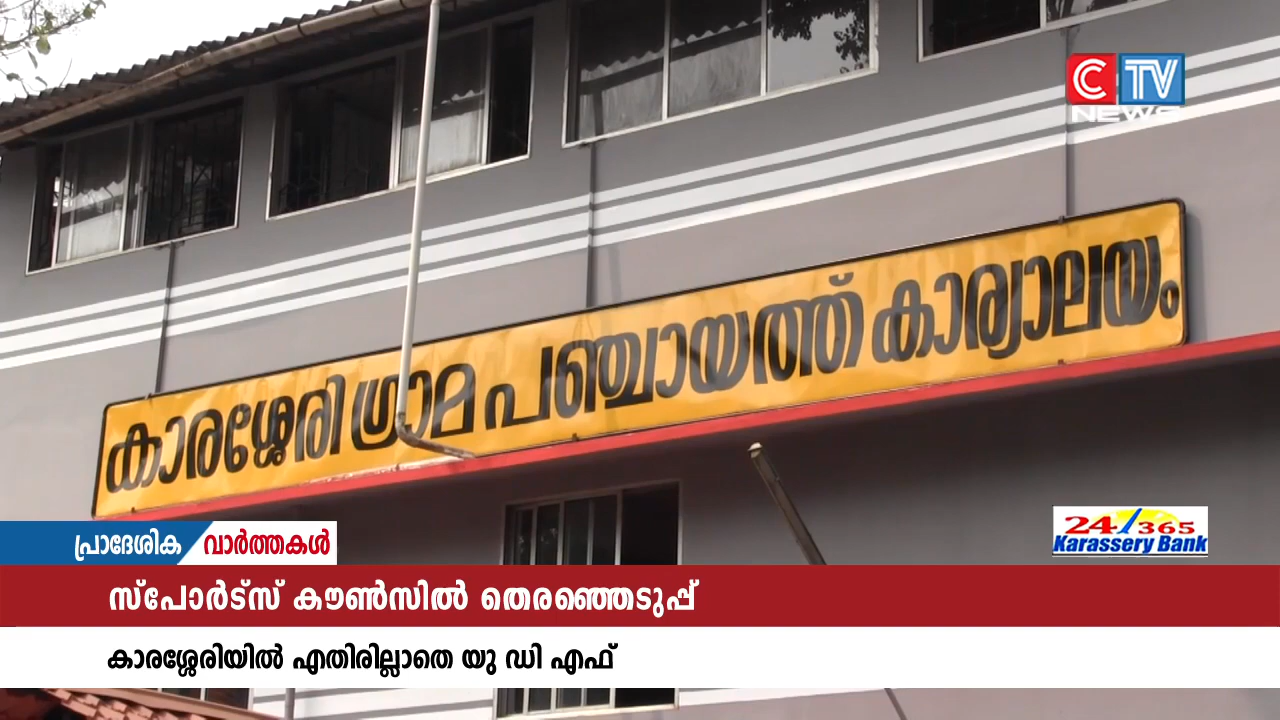 CTV
NEWS
കാരശ്ശേരി ഗ്രാമ പഞ്ചായത്ത് കാര്യാലയം
24/365
Karassery Bank
പ്രാദേശിക വാർത്തകൾ
സ്പോർട്സ് കൗൺസിൽ തെരഞ്ഞെടുപ്പ്
കാരശ്ശേരിയിൽ എതിരില്ലാതെ യു ഡി എഫ്